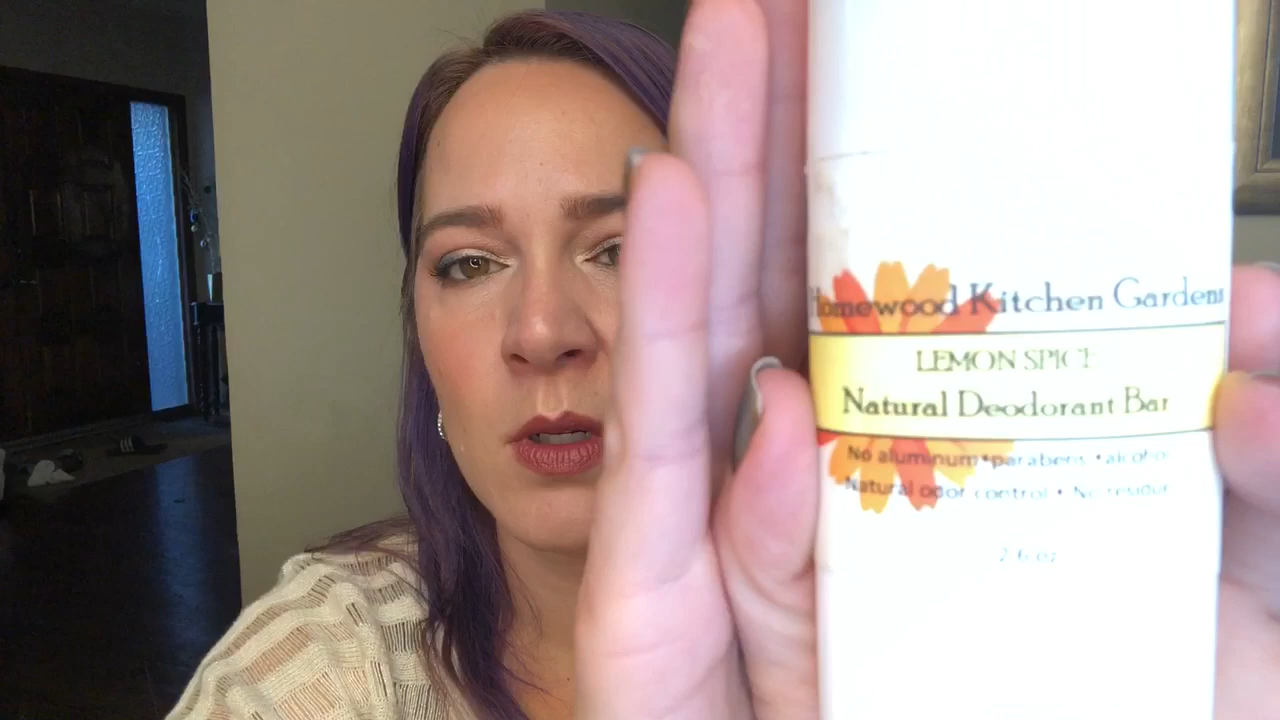 Homewood Kitchen Gardens
LEMON SPICE
Natural Deodorant Bar
No aluminum•parabens •alcohol
Natural odor control • No residue
2.6 oz